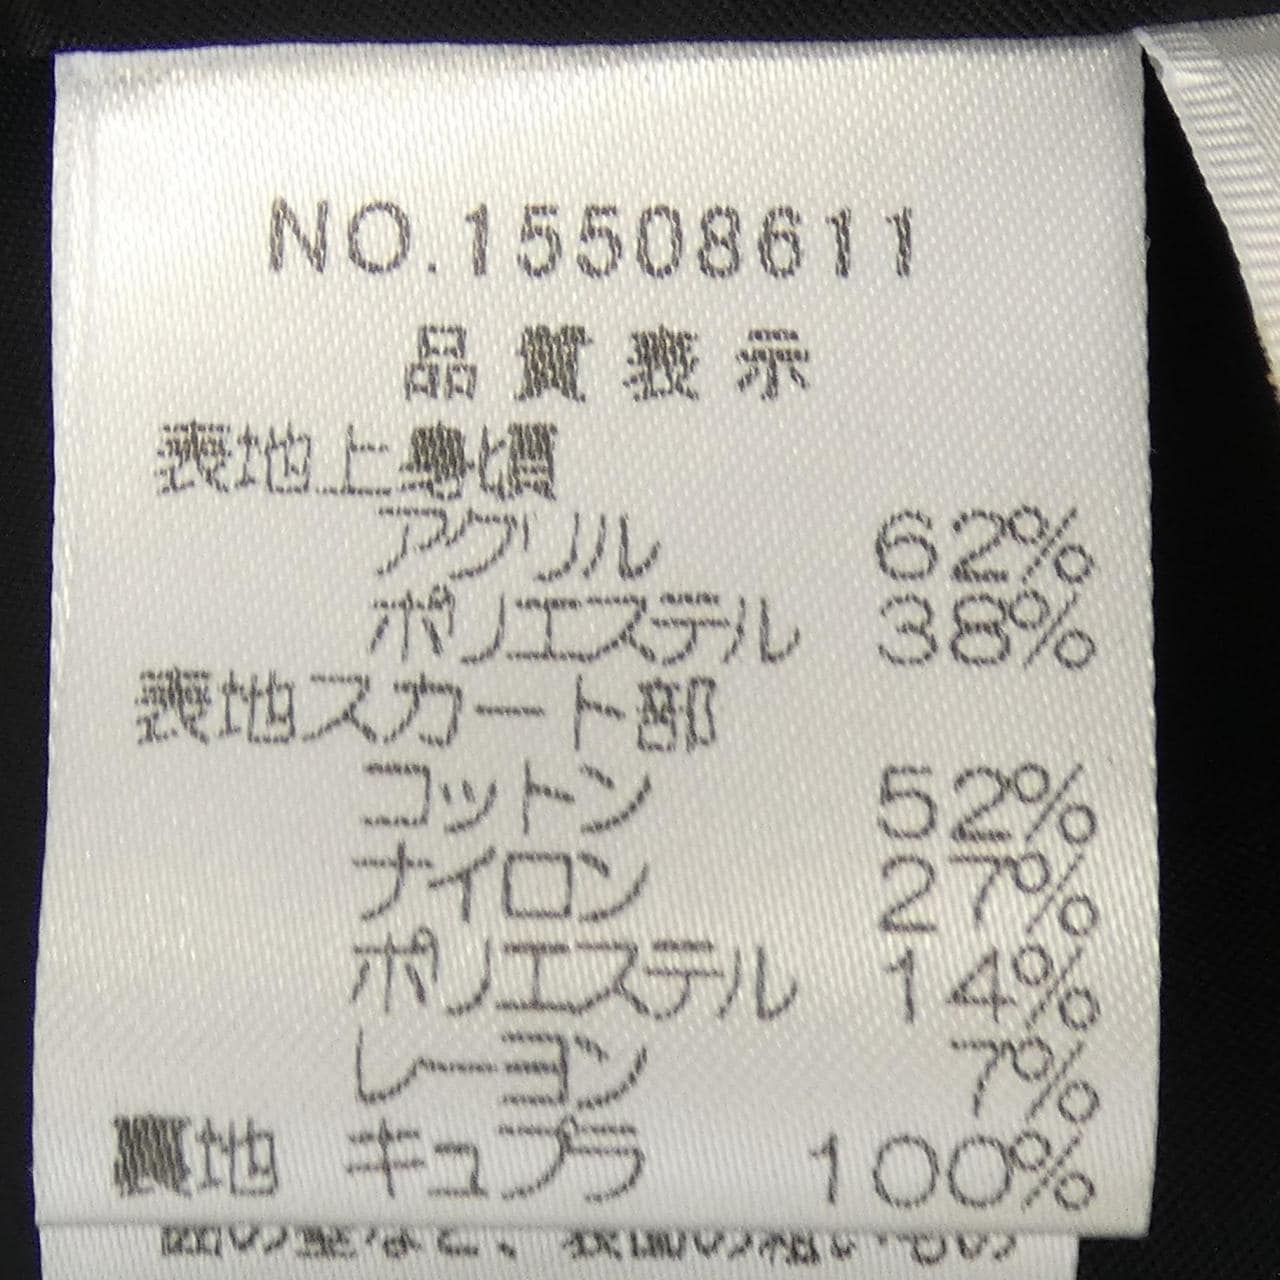 NO.15508611
品質表示
表地上身頃
アクリル 62%
ポリエステル 38%
表地スカート部
コットン 52%
ナイロン 27%
ポリエステル 14%
レーヨン 7%
裏地 キュプラ 100%